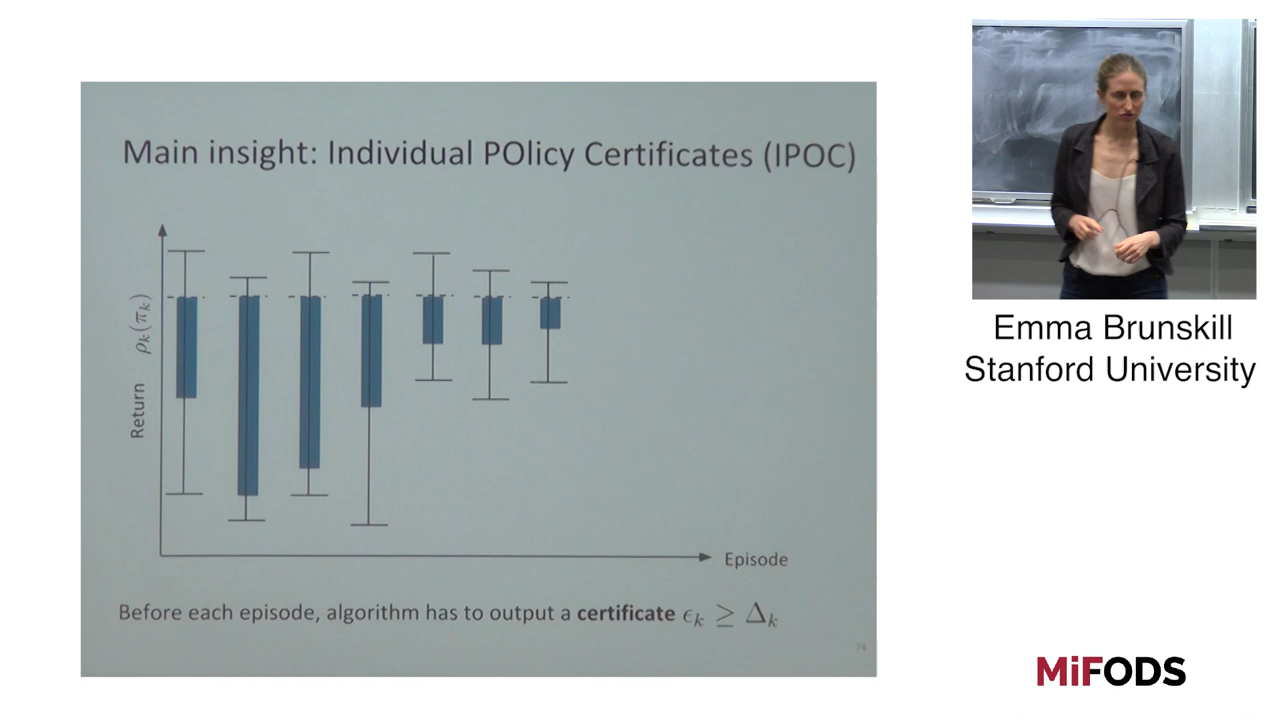 Main insight: Individual POlicy Certificates (IPOC)
Return ρₖ(πₖ)
Episode
Before each episode, algorithm has to output a certificate ϵₖ ≥ Δₖ
74
Emma Brunskill
Stanford University
MiFODS